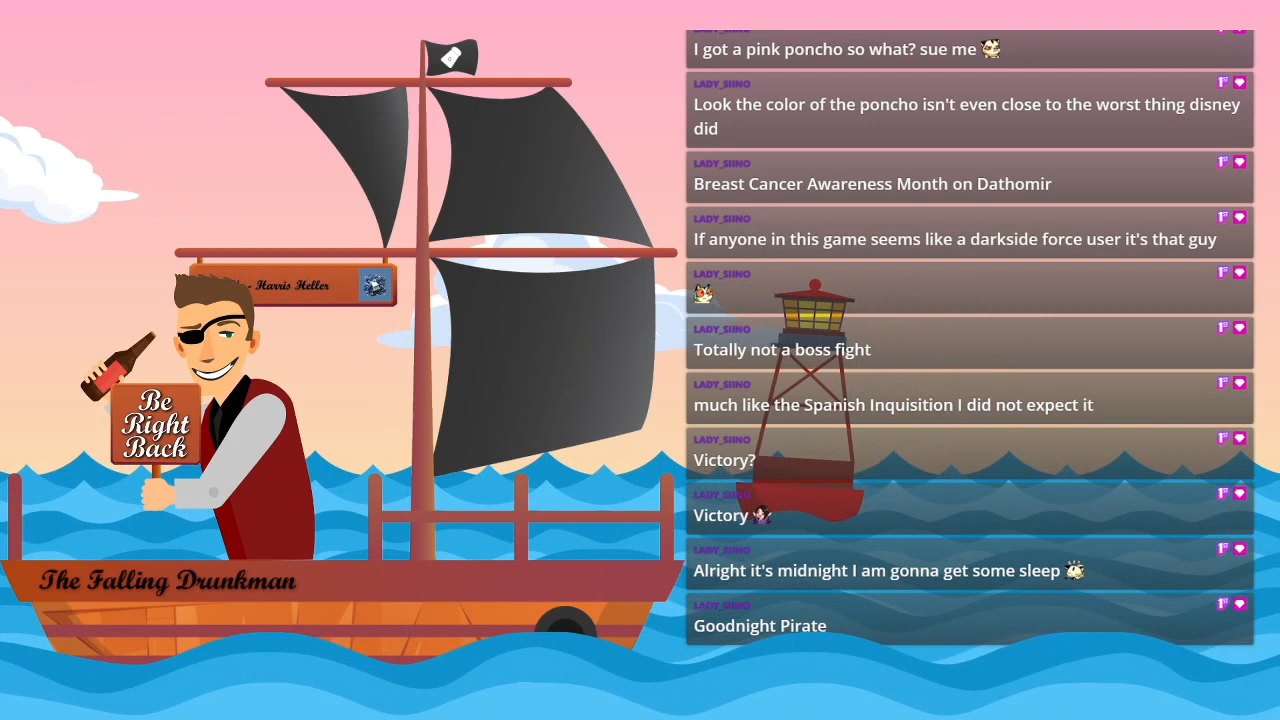 - Harris Heller
Be
Right
Back
The Falling Drunkman
I got a pink poncho so what? sue me
LADY_SIINO
Look the color of the poncho isn't even close to the worst thing disney
did
LADY_SIINO
Breast Cancer Awareness Month on Dathomir
LADY_SIINO
If anyone in this game seems like a darkside force user it's that guy
LADY_SIINO
LADY_SIINO
Totally not a boss fight
LADY_SIINO
much like the Spanish Inquisition I did not expect it
LADY_SIINO
Victory?
LADY_SIINO
Victory
LADY_SIINO
Alright it's midnight I am gonna get some sleep
LADY_SIINO
Goodnight Pirate